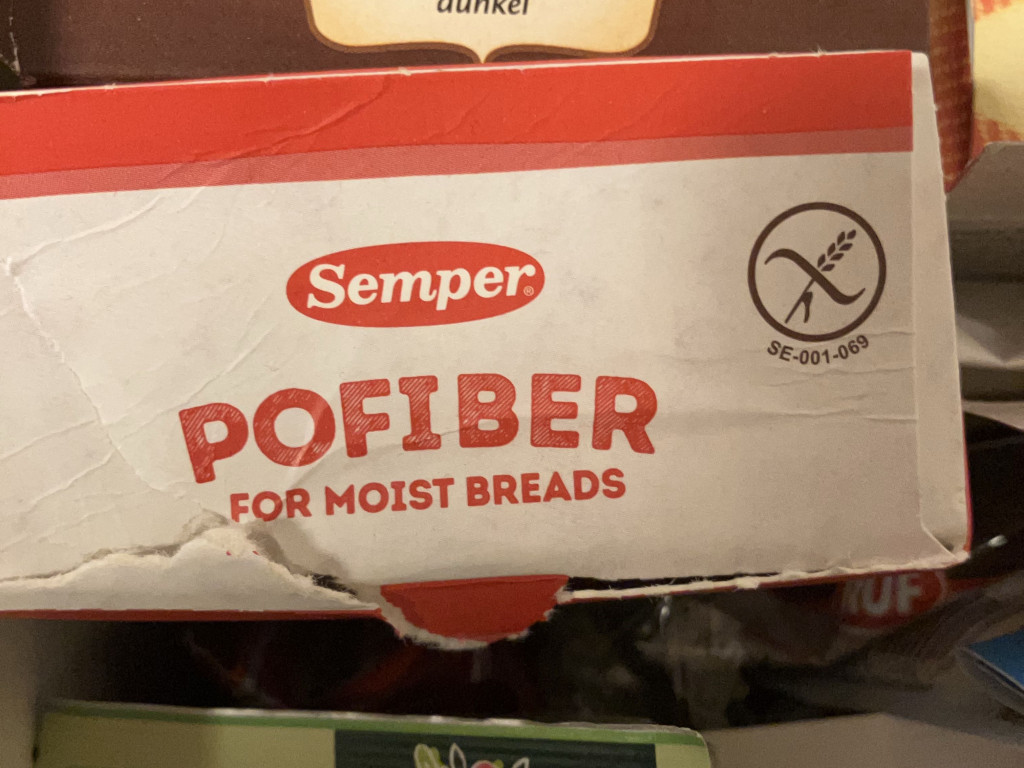 dunkel
Semper®
SE-001-069
POFIBER
FOR MOIST BREADS